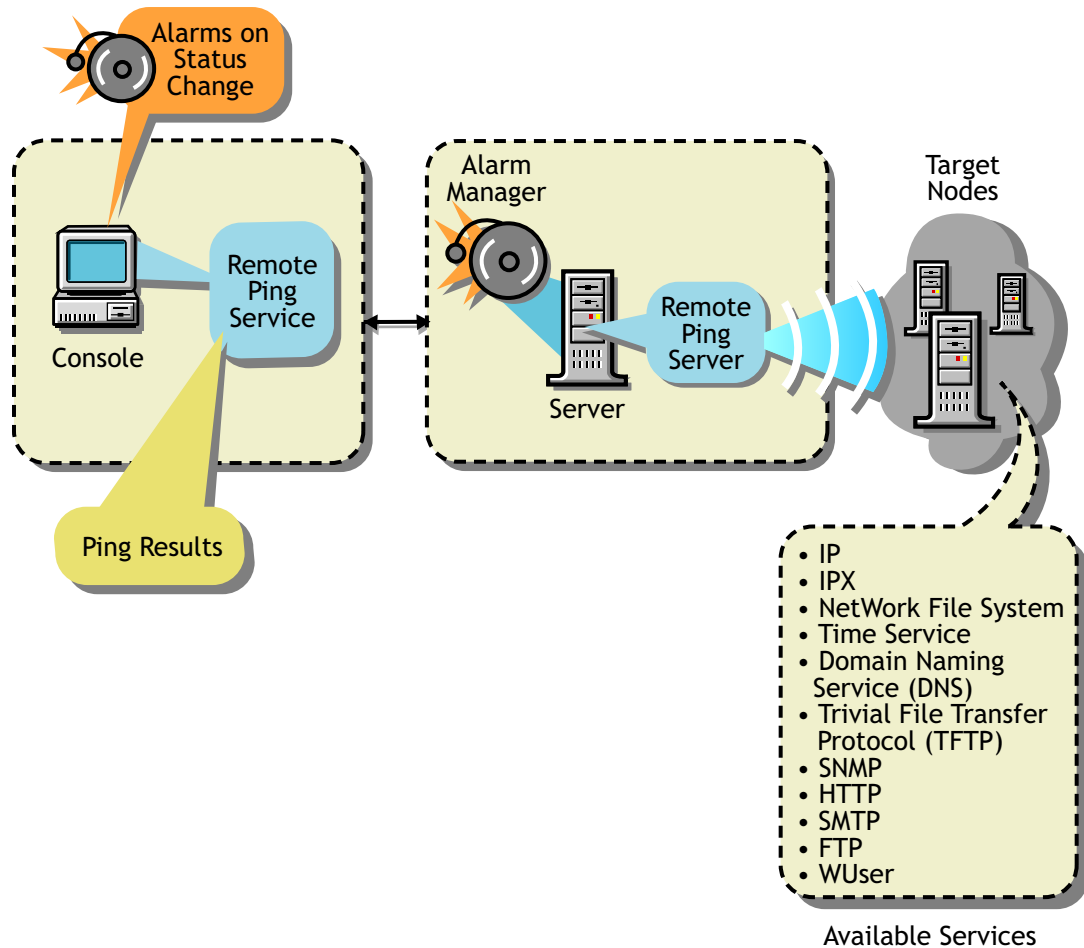 Alarms on
Status
Change
Alarm
Manager
Target
Nodes
Remote
Ping
Service
Console
Remote
Ping
Server
Server
Ping Results
• IP
• IPX
• NetWork File System
• Time Service
• Domain Naming
Service (DNS)
• Trivial File Transfer
Protocol (TFTP)
• SNMP
• HTTP
• SMTP
• FTP
• WUser
Available Services